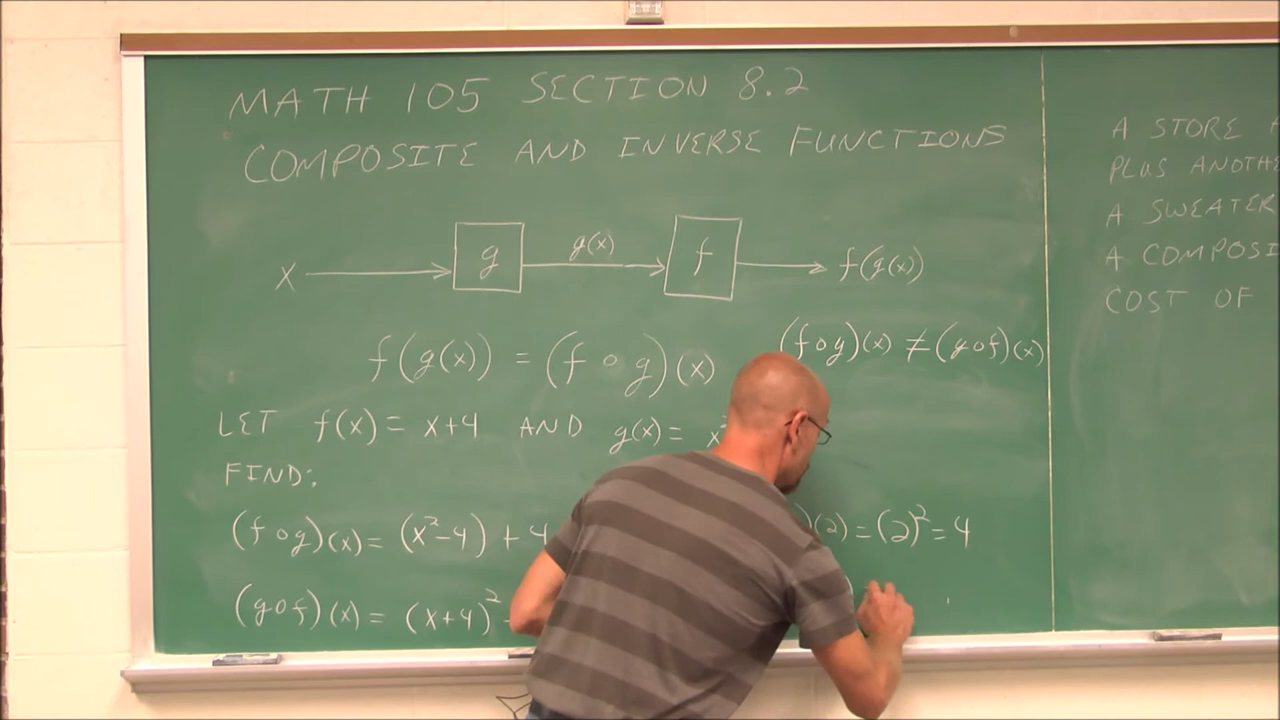 MATH 105 SECTION 8.2
COMPOSITE AND INVERSE FUNCTIONS
X g g(x) f f(g(x))
f(g(x)) = (f ∘ g)(x)
(f∘g)(x) ≠ (g∘f)(x)
LET f(x) = x+4 AND g(x) = x²
FIND:
(f∘g)(x) = (x²-4) + 4
)(2) = (2)² = 4
(g∘f)(x) = (x+4)²
A STORE
PLUS ANOTHE
A SWEATER
A COMPOSI
COST OF